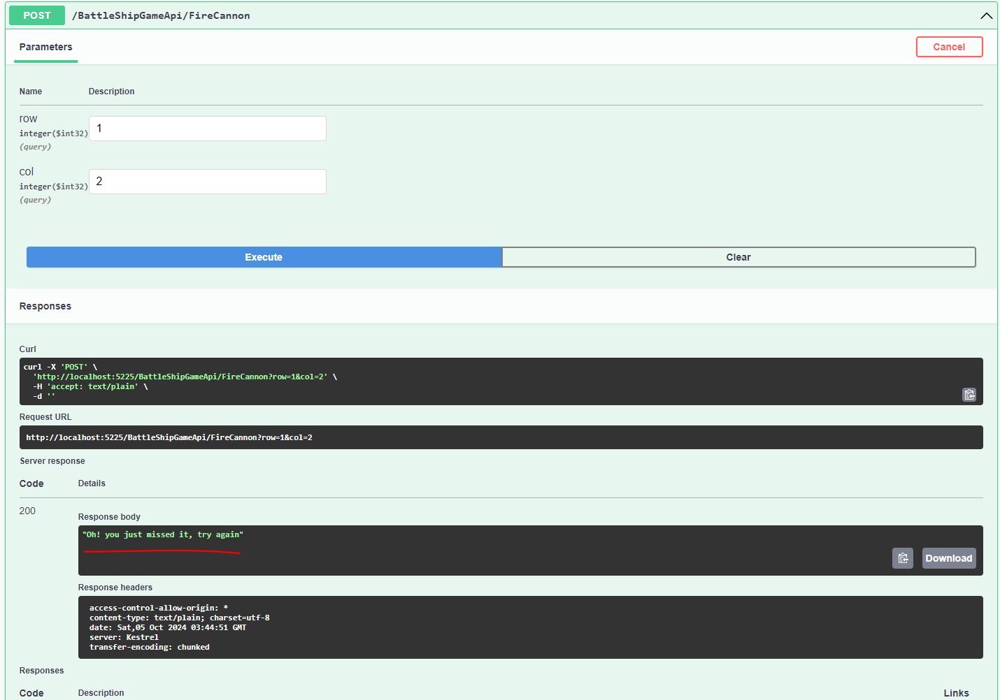 POST /BattleShipGameApi/FireCannon
Parameters
Cancel
Name Description
row
integer($int32)
(query)
1
col
integer($int32)
(query)
2
Execute
Clear
Responses
Curl
curl -X 'POST' \
'http://localhost:5225/BattleShipGameApi/FireCannon?row=1&col=2' \
-H 'accept: text/plain' \
-d ''
Request URL
http://localhost:5225/BattleShipGameApi/FireCannon?row=1&col=2
Server response
Code Details
200
Response body
"Oh! you just missed it, try again"
Download
Response headers
access-control-allow-origin: *
content-type: text/plain; charset=utf-8
date: Sat,05 Oct 2024 03:44:51 GMT
server: Kestrel
transfer-encoding: chunked
Responses
Code Description Links